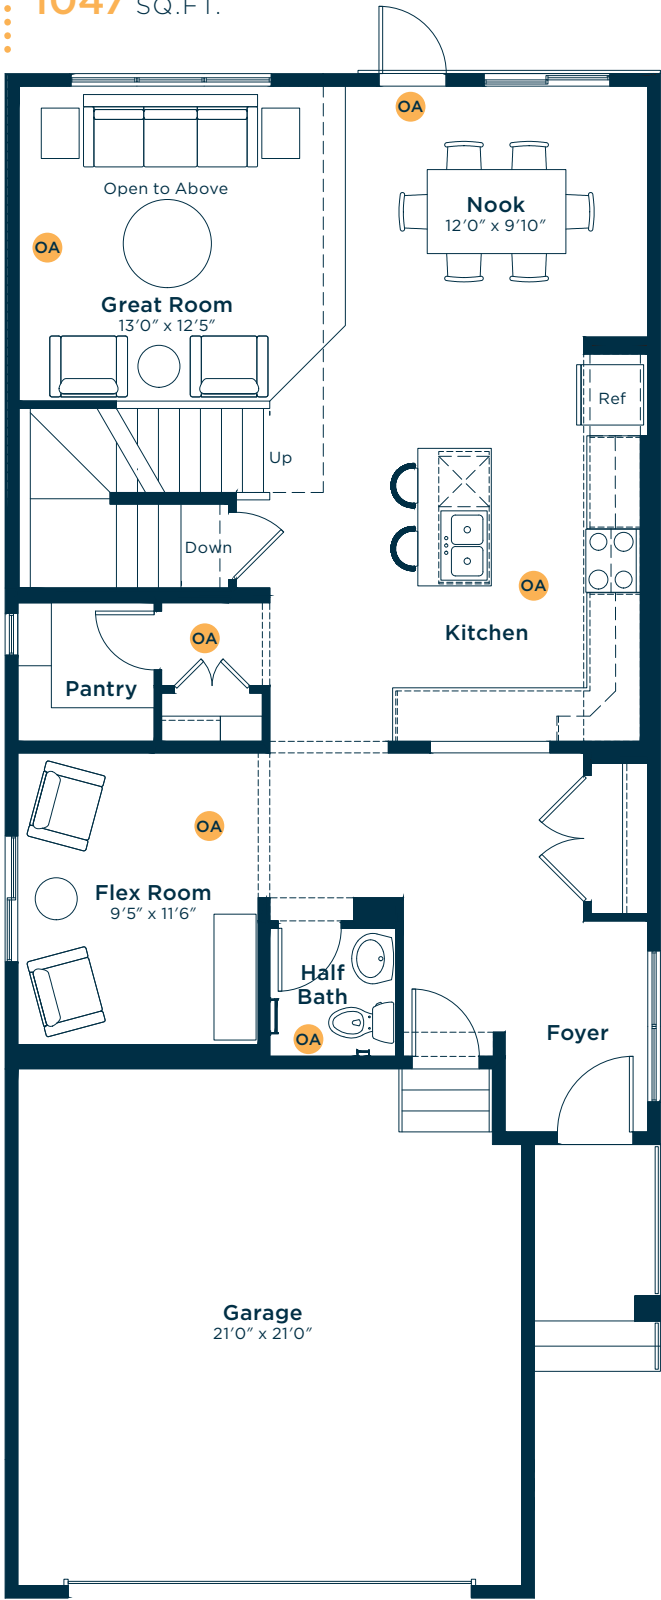 1047 SQ.FT.
OA
Nook
12'0" x 9'10"
Open to Above
OA
Great Room
13'0" x 12'5"
Ref
Up
Down
OA
Kitchen
OA
Pantry
OA
Flex Room
9'5" x 11'6"
Half
Bath
OA
Foyer
Garage
21'0" x 21'0"